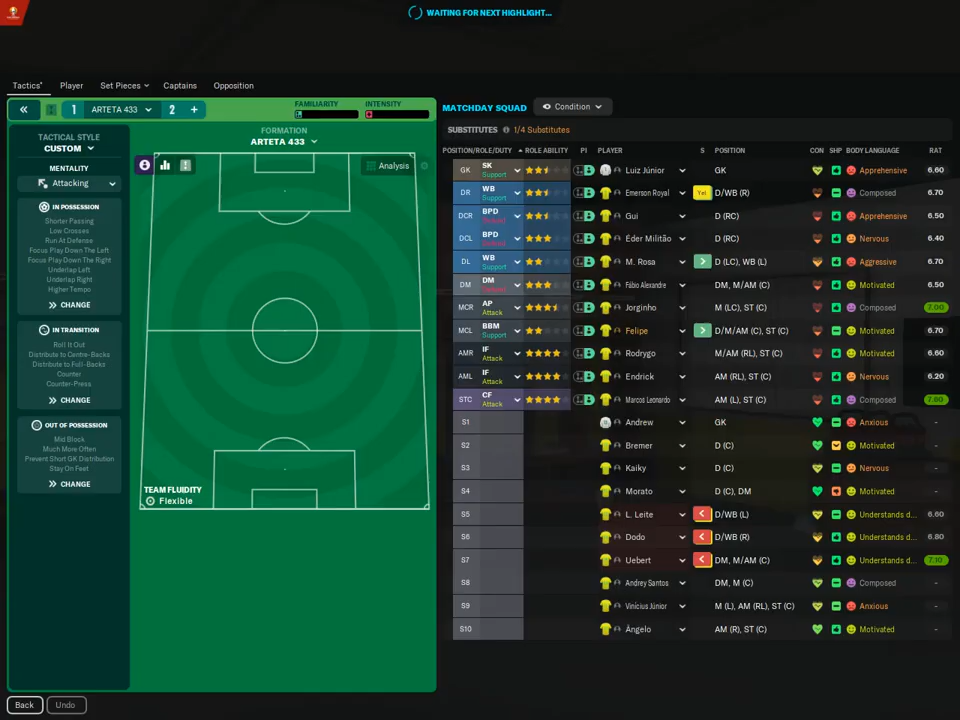 WAITING FOR NEXT HIGHLIGHT...
Tactics* Player Set Pieces Captains Opposition
1 ARTETA 433 2 + FAMILIARITY INTENSITY
TACTICAL STYLE
CUSTOM
MENTALITY
Attacking
IN POSSESSION
Shorter Passing
Low Crosses
Run At Defense
Focus Play Down The Left
Focus Play Down The Right
Underlap Left
Underlap Right
Higher Tempo
CHANGE
IN TRANSITION
Roll It Out
Distribute to Centre-Backs
Distribute to Full-Backs
Counter
Counter-Press
CHANGE
OUT OF POSSESSION
Mid Block
Much More Often
Prevent Short GK Distribution
Stay On Feet
CHANGE
FORMATION
ARTETA 433
Analysis
TEAM FLUIDITY
Flexible
MATCHDAY SQUAD Condition
SUBSTITUTES 1/4 Substitutes
POSITION/ROLE/DUTY ROLE ABILITY PI PLAYER S POSITION CON SHP BODY LANGUAGE RAT
GK SK Support Luiz Júnior GK Apprehensive 6.60
DR WB Support Emerson Royal Yel D/WB (R) Composed 6.70
DCR BPD Gui D (RC) Apprehensive 6.50
DCL BPD Éder Militão D (RC) Nervous 6.40
DL WB Support M. Rosa D (LC), WB (L) Aggressive 6.70
DM DM Fábio Alexandre DM, M/AM (C) Motivated 6.50
MCR AP Attack Jorginho M (LC), ST (C) Composed 7.00
MCL BBM Support Felipe D/M/AM (C), ST (C) Motivated 6.70
AMR IF Attack Rodrygo M/AM (RL), ST (C) Motivated 6.60
AML IF Attack Endrick AM (RL), ST (C) Nervous 6.20
STC CF Attack Marcos Leonardo AM (L), ST (C) Composed
S1 Andrew GK Anxious -
S2 Bremer D (C) Motivated -
S3 Kaiky D (C) Nervous -
S4 Morato D (C), DM Motivated -
S5 L. Leite D/WB (L) Understands d... 6.60
S6 Dodo D/WB (R) Understands d... 6.80
S7 Uebert DM, M/AM (C) Understands d... 7.10
S8 Andrey Santos DM, M (C) Composed -
S9 Vinícius Júnior M (L), AM (RL), ST (C) Anxious -
S10 Ângelo AM (R), ST (C) Motivated -
Back Undo